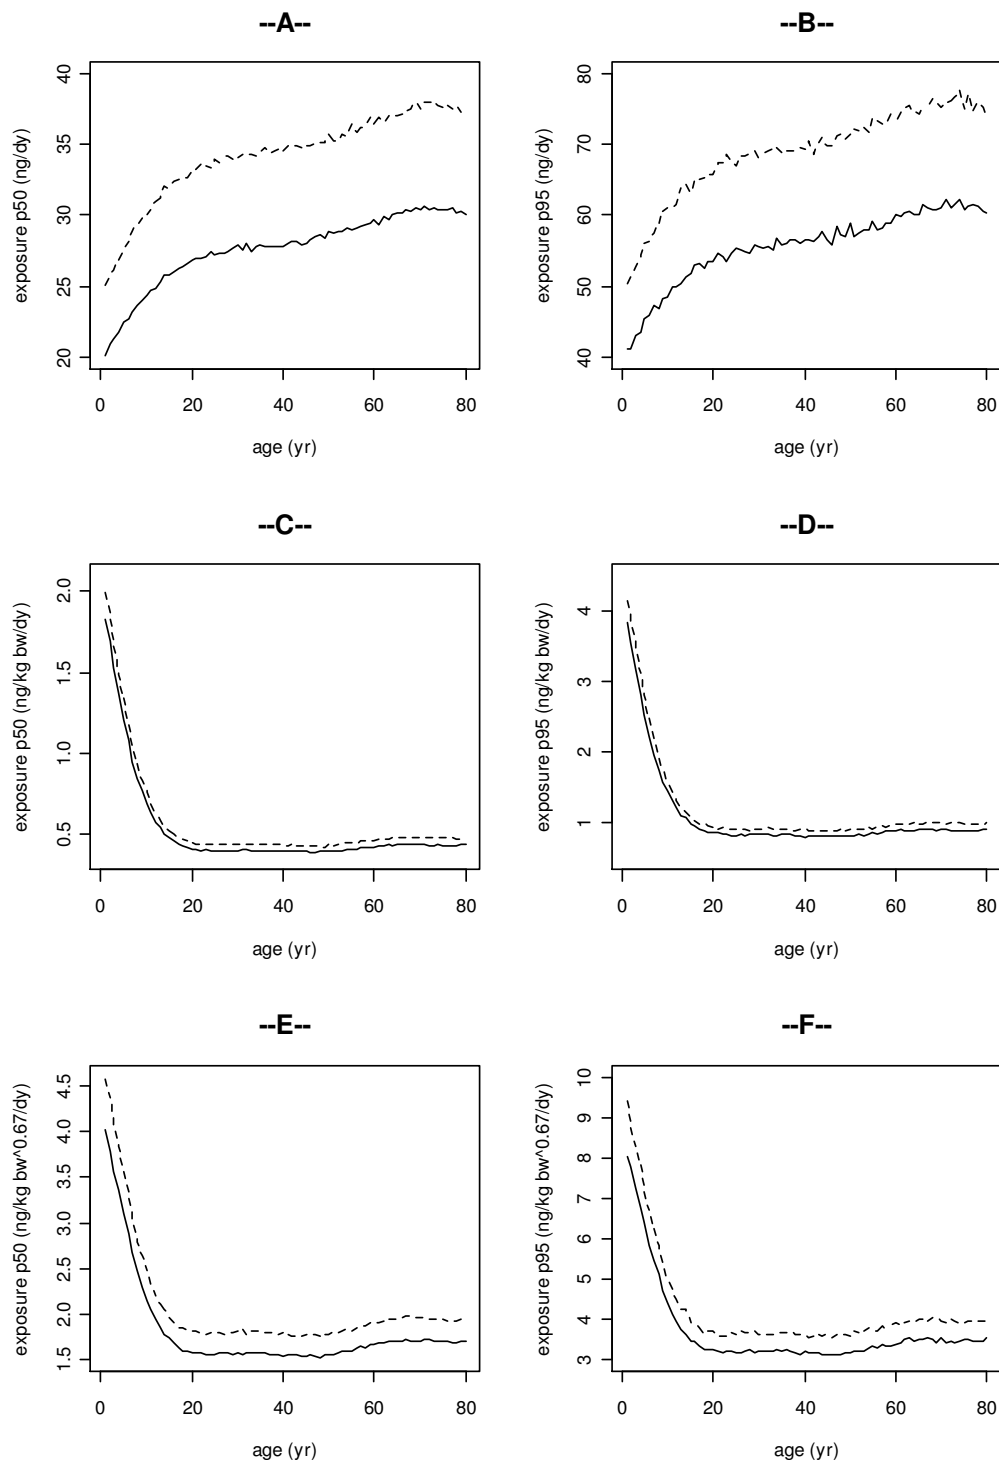 --A--
exposure p50 (ng/dy)
40
35
30
25
20
0 20 40 60 80
age (yr)
--B--
exposure p95 (ng/dy)
80
70
60
50
40
0 20 40 60 80
age (yr)
--C--
exposure p50 (ng/kg bw/dy)
2.0
1.5
1.0
0.5
0 20 40 60 80
age (yr)
--D--
exposure p95 (ng/kg bw/dy)
4
3
2
1
0 20 40 60 80
age (yr)
--E--
exposure p50 (ng/kg bw^0.67/dy)
4.5
4.0
3.5
3.0
2.5
2.0
1.5
0 20 40 60 80
age (yr)
--F--
exposure p95 (ng/kg bw^0.67/dy)
10
9
8
7
6
5
4
3
0 20 40 60 80
age (yr)